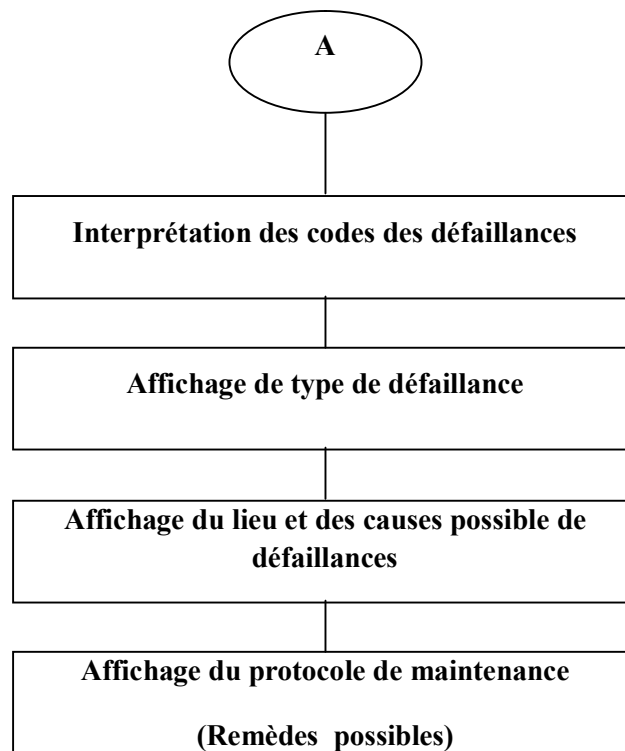 A
Interprétation des codes des défaillances
Affichage de type de défaillance
Affichage du lieu et des causes possible de
défaillances
Affichage du protocole de maintenance
(Remèdes possibles)